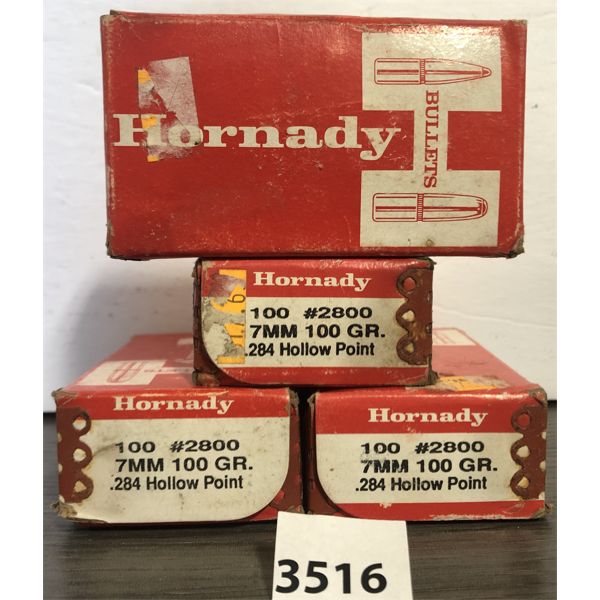 Hornady
BULLETS
Hornady
100 #2800
7MM 100 GR.
.284 Hollow Point
Hornady
100 #2800
7MM 100 GR.
.284 Hollow Point
Hornady
100 #2800
7MM 100 GR.
.284 Hollow Point
3516